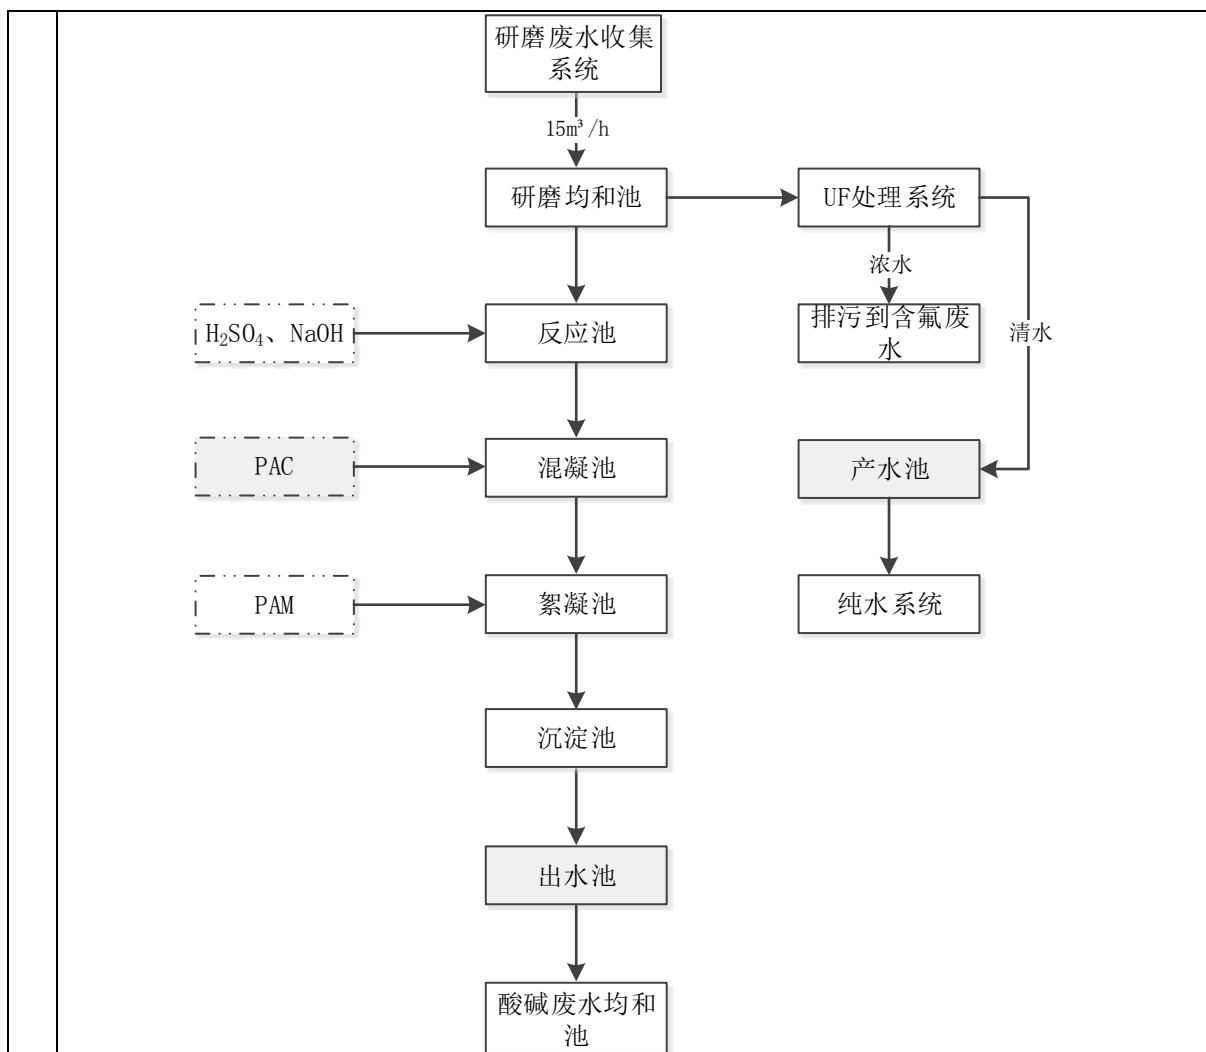 研磨废水收集
系统
15m³/h
研磨均和池
UF处理系统
浓水
H₂SO₄、NaOH
反应池
排污到含氟废
水
清水
PAC
混凝池
产水池
PAM
絮凝池
纯水系统
沉淀池
出水池
酸碱废水均和
池